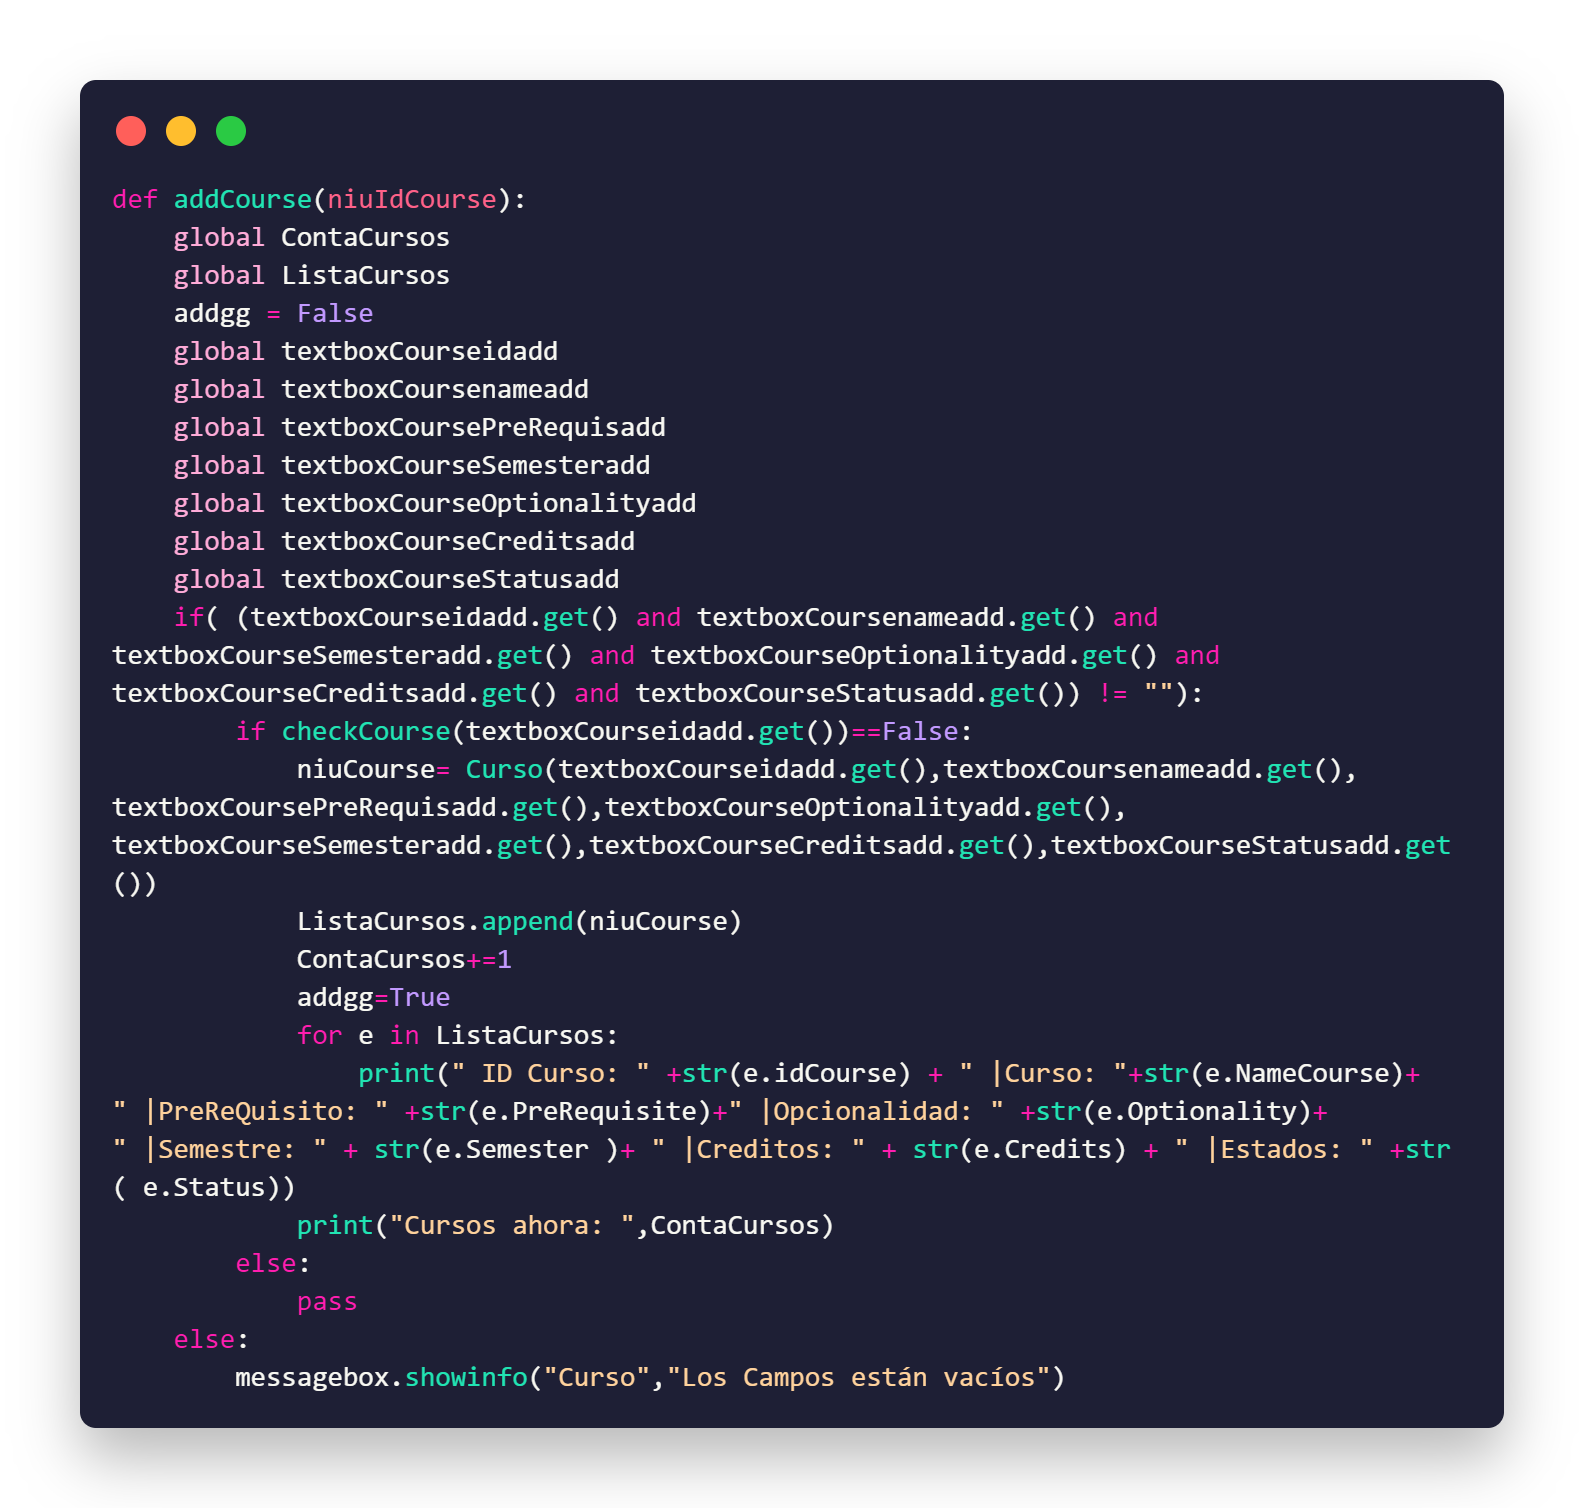 def addCourse(niuIdCourse):
    global ContaCursos
    global ListaCursos
    addgg = False
    global textboxCourseidadd
    global textboxCoursenameadd
    global textboxCoursePreRequisadd
    global textboxCourseSemesteradd
    global textboxCourseOptionalityadd
    global textboxCourseCreditsadd
    global textboxCourseStatusadd
    if( (textboxCourseidadd.get() and textboxCoursenameadd.get() and
textboxCourseSemesteradd.get() and textboxCourseOptionalityadd.get() and
textboxCourseCreditsadd.get() and textboxCourseStatusadd.get()) != ""):
        if checkCourse(textboxCourseidadd.get())==False:
            niuCourse= Curso(textboxCourseidadd.get(),textboxCoursenameadd.get(),
textboxCoursePreRequisadd.get(),textboxCourseOptionalityadd.get(),
textboxCourseSemesteradd.get(),textboxCourseCreditsadd.get(),textboxCourseStatusadd.get
())
            ListaCursos.append(niuCourse)
            ContaCursos+=1
            addgg=True
            for e in ListaCursos:
                print(" ID Curso: " +str(e.idCourse) + " |Curso: "+str(e.NameCourse)+
" |PreReQuisito: " +str(e.PreRequisite)+" |Opcionalidad: " +str(e.Optionality)+
" |Semestre: " + str(e.Semester )+ " |Creditos: " + str(e.Credits) + " |Estados: " +str
( e.Status))
            print("Cursos ahora: ",ContaCursos)
        else:
            pass
    else:
        messagebox.showinfo("Curso","Los Campos están vacíos")